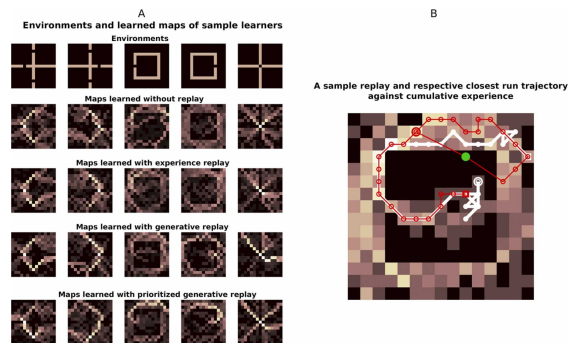 A
Environments and learned maps of sample learners
Environments
Maps learned without replay
Maps learned with experience replay
Maps learned with generative replay
Maps learned with prioritized generative replay
B
A sample replay and respective closest run trajectory
against cumulative experience